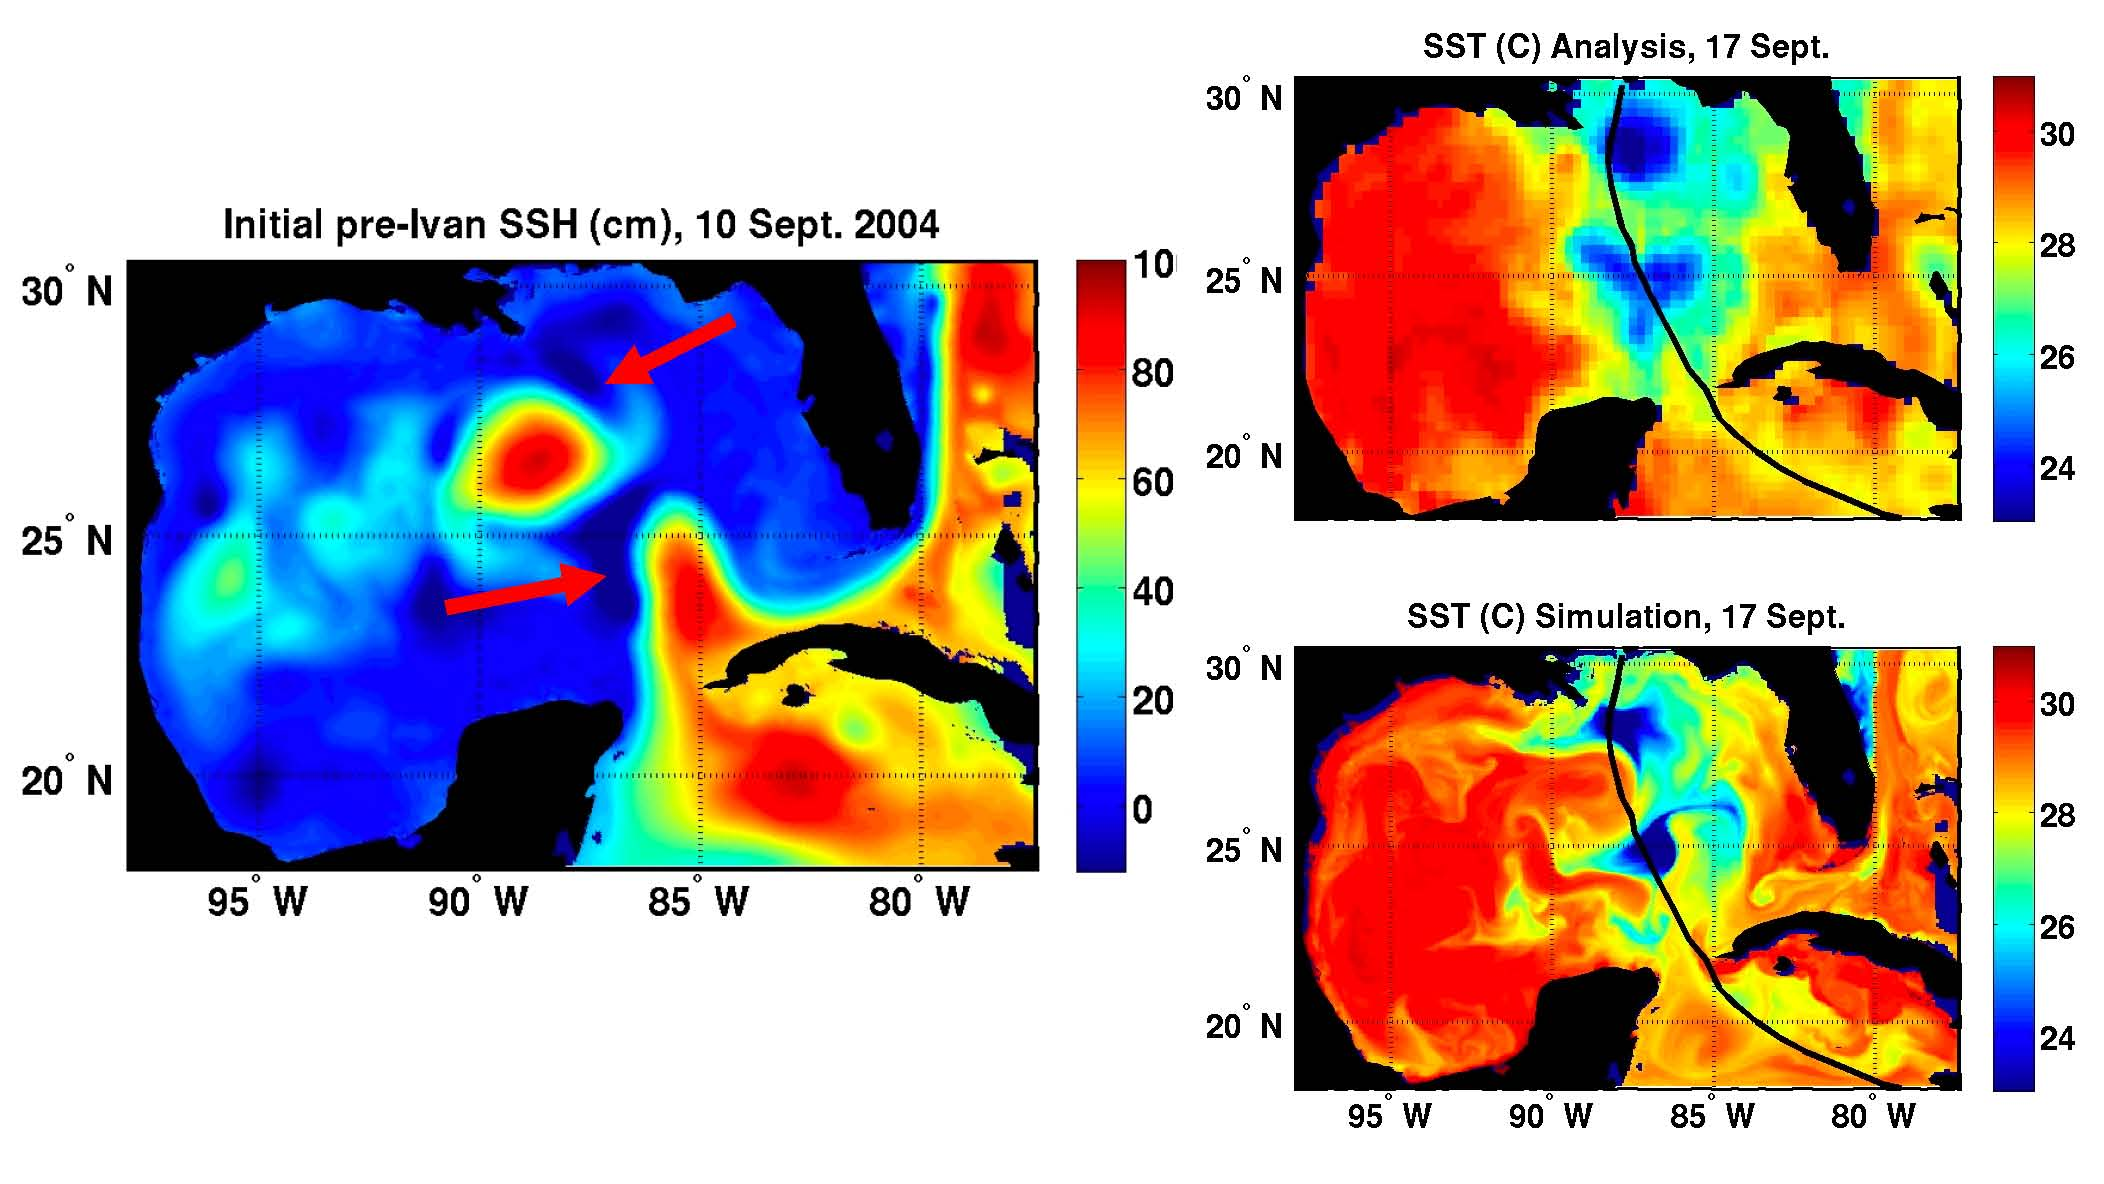 Initial pre-Ivan SSH (cm), 10 Sept. 2004
30° N
25° N
20° N
95° W
90° W
85° W
80° W
10
80
60
40
20
0
SST (C) Analysis, 17 Sept.
30° N
25° N
20° N
30
28
26
24
SST (C) Simulation, 17 Sept.
30° N
25° N
20° N
95° W
90° W
85° W
80° W
30
28
26
24